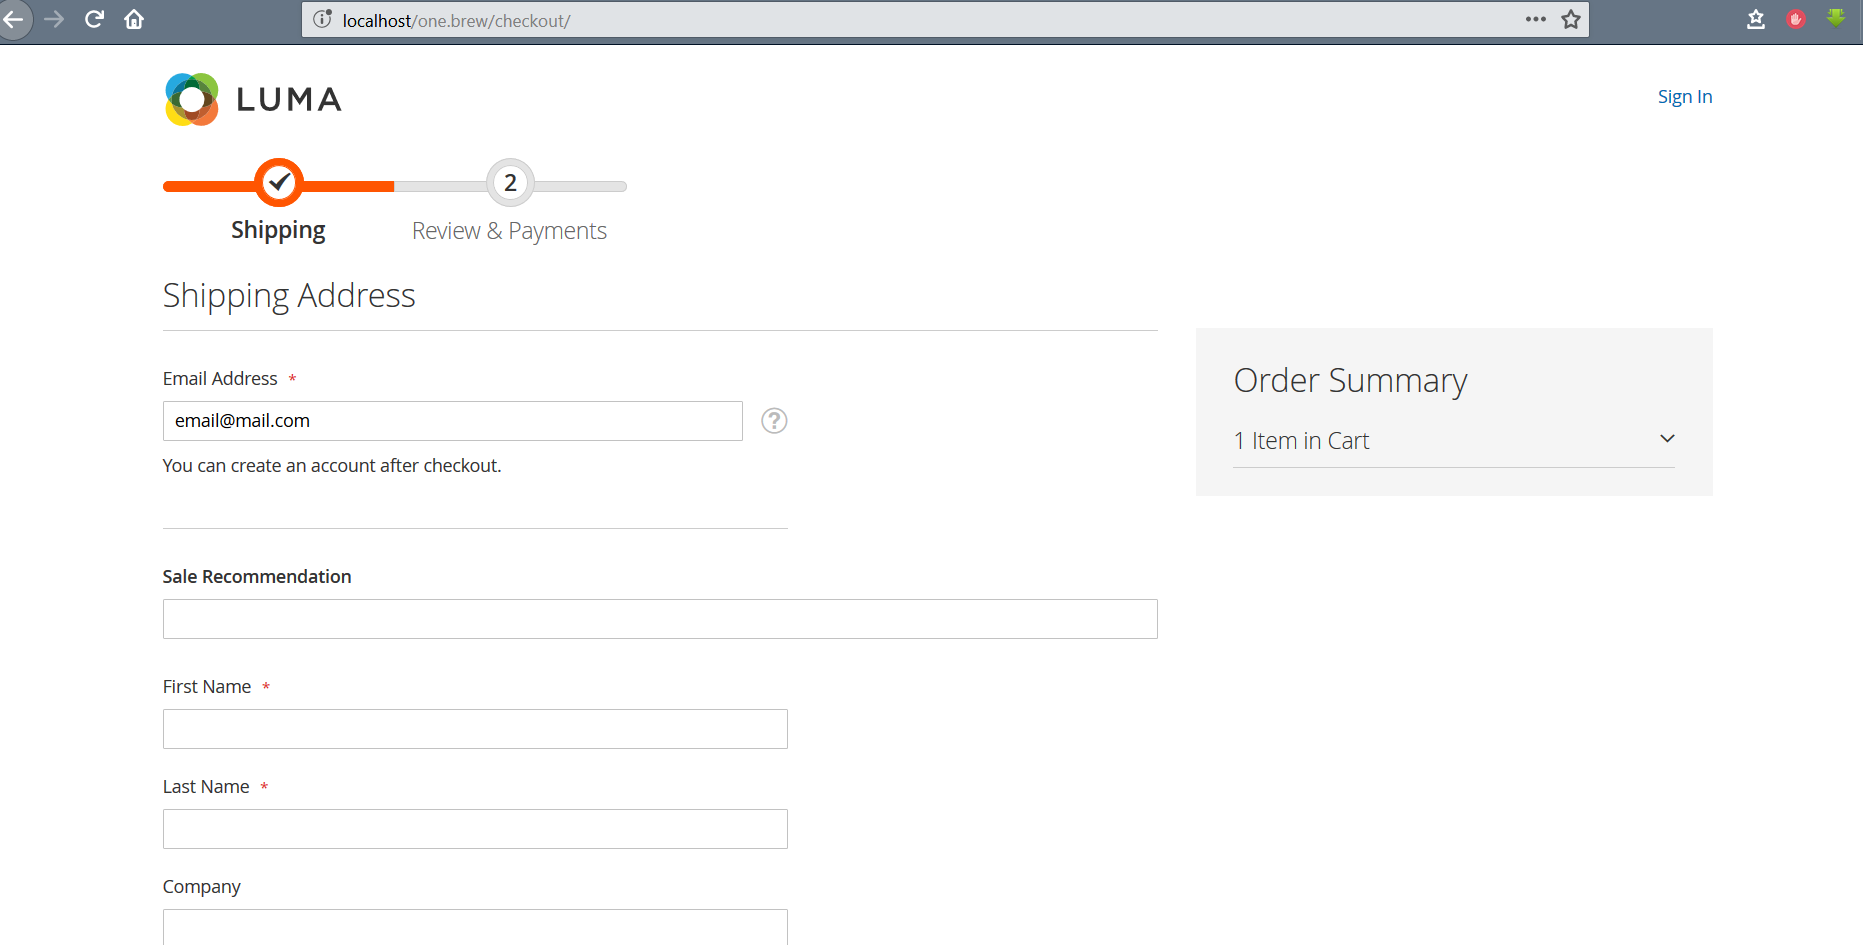 localhost/one.brew/checkout/
LUMA
Sign In
2
Shipping
Review & Payments
Shipping Address
Email Address *
email@mail.com
?
You can create an account after checkout.
Order Summary
1 Item in Cart
Sale Recommendation
First Name *
Last Name *
Company